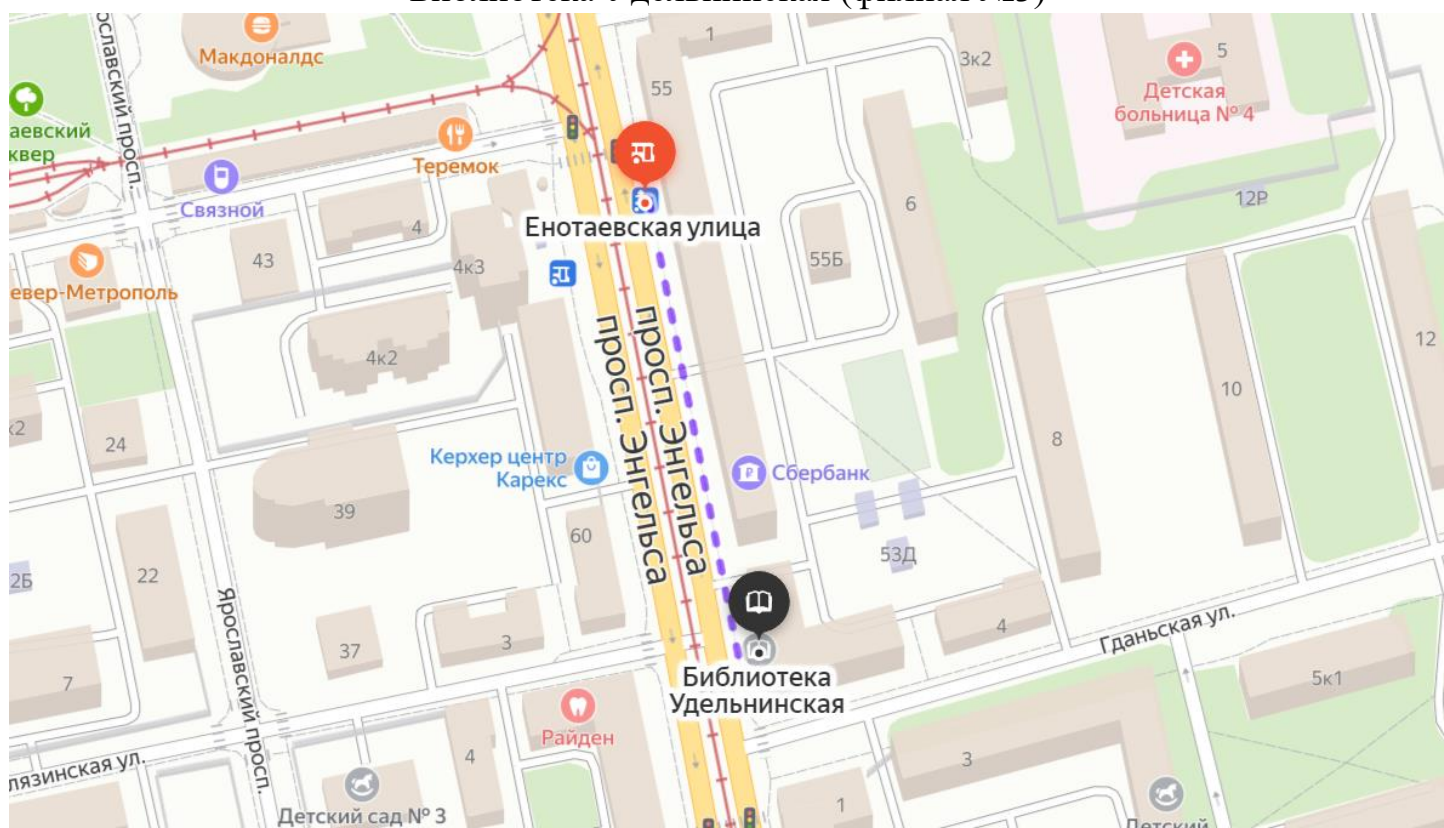 Макдоналдс
1
55
3к2
5
Детская
больница № 4
Ярославский просп.
аевский
квер
Теремок
Связной
4
43
4к3
Енотаевская улица
6
12Р
55Б
евер-Метрополь
4к2
просп. Энгельса
просп. Энгельса
12
10
8
к2
24
Керхер центр
Карекс
Сбербанк
39
60
53Д
2Б
22
Ярославский просп.
37
3
4
Гданьская ул.
Библиотека
Удельнинская
7
5к1
Райден
лязинская ул.
4
3
Детский сад № 3
1